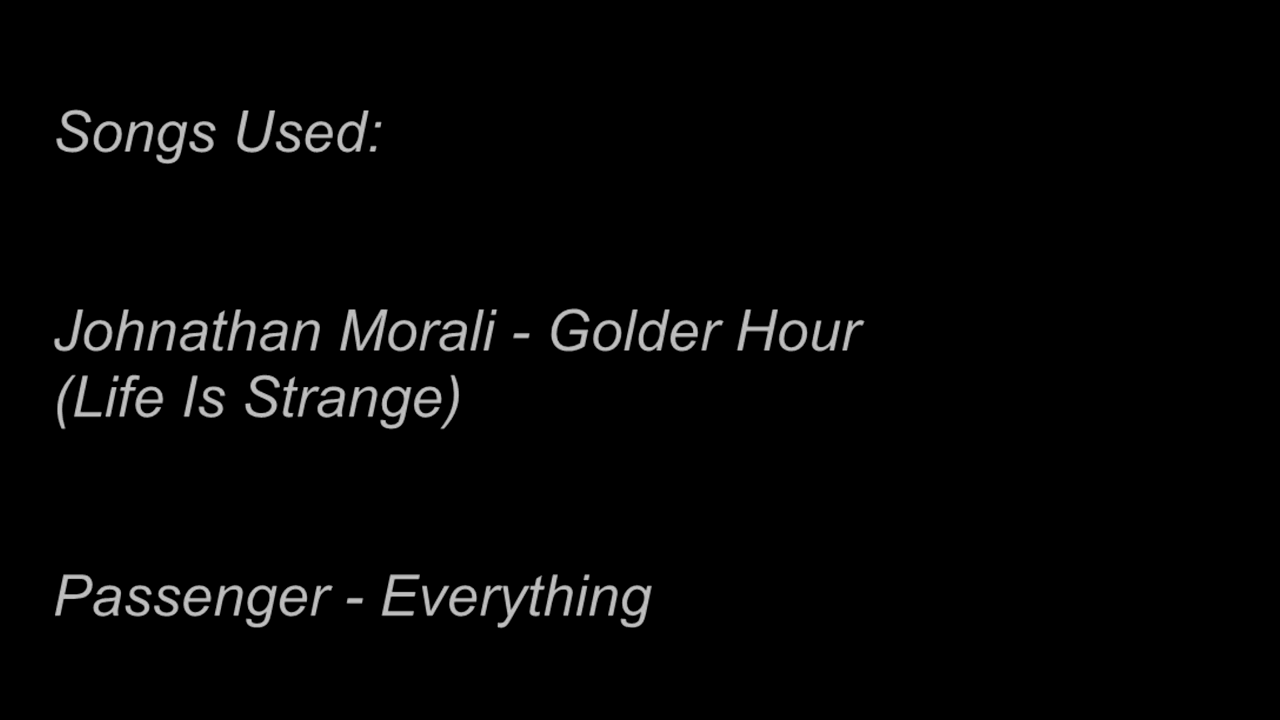 Songs Used:
Johnathan Morali - Golder Hour
(Life Is Strange)
Passenger - Everything